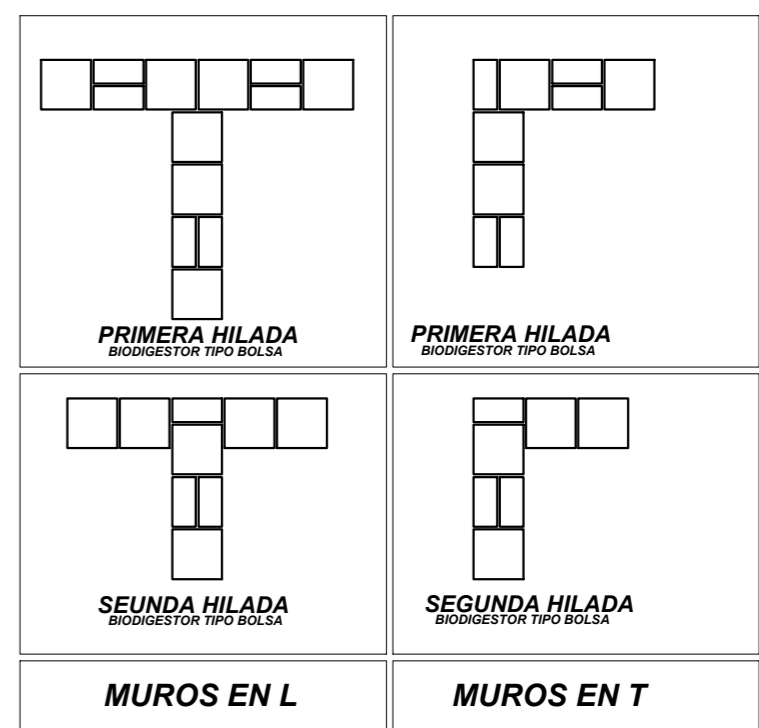 PRIMERA HILADA
BIODIGESTOR TIPO BOLSA
PRIMERA HILADA
BIODIGESTOR TIPO BOLSA
SEUNDA HILADA
BIODIGESTOR TIPO BOLSA
SEGUNDA HILADA
BIODIGESTOR TIPO BOLSA
MUROS EN L
MUROS EN T